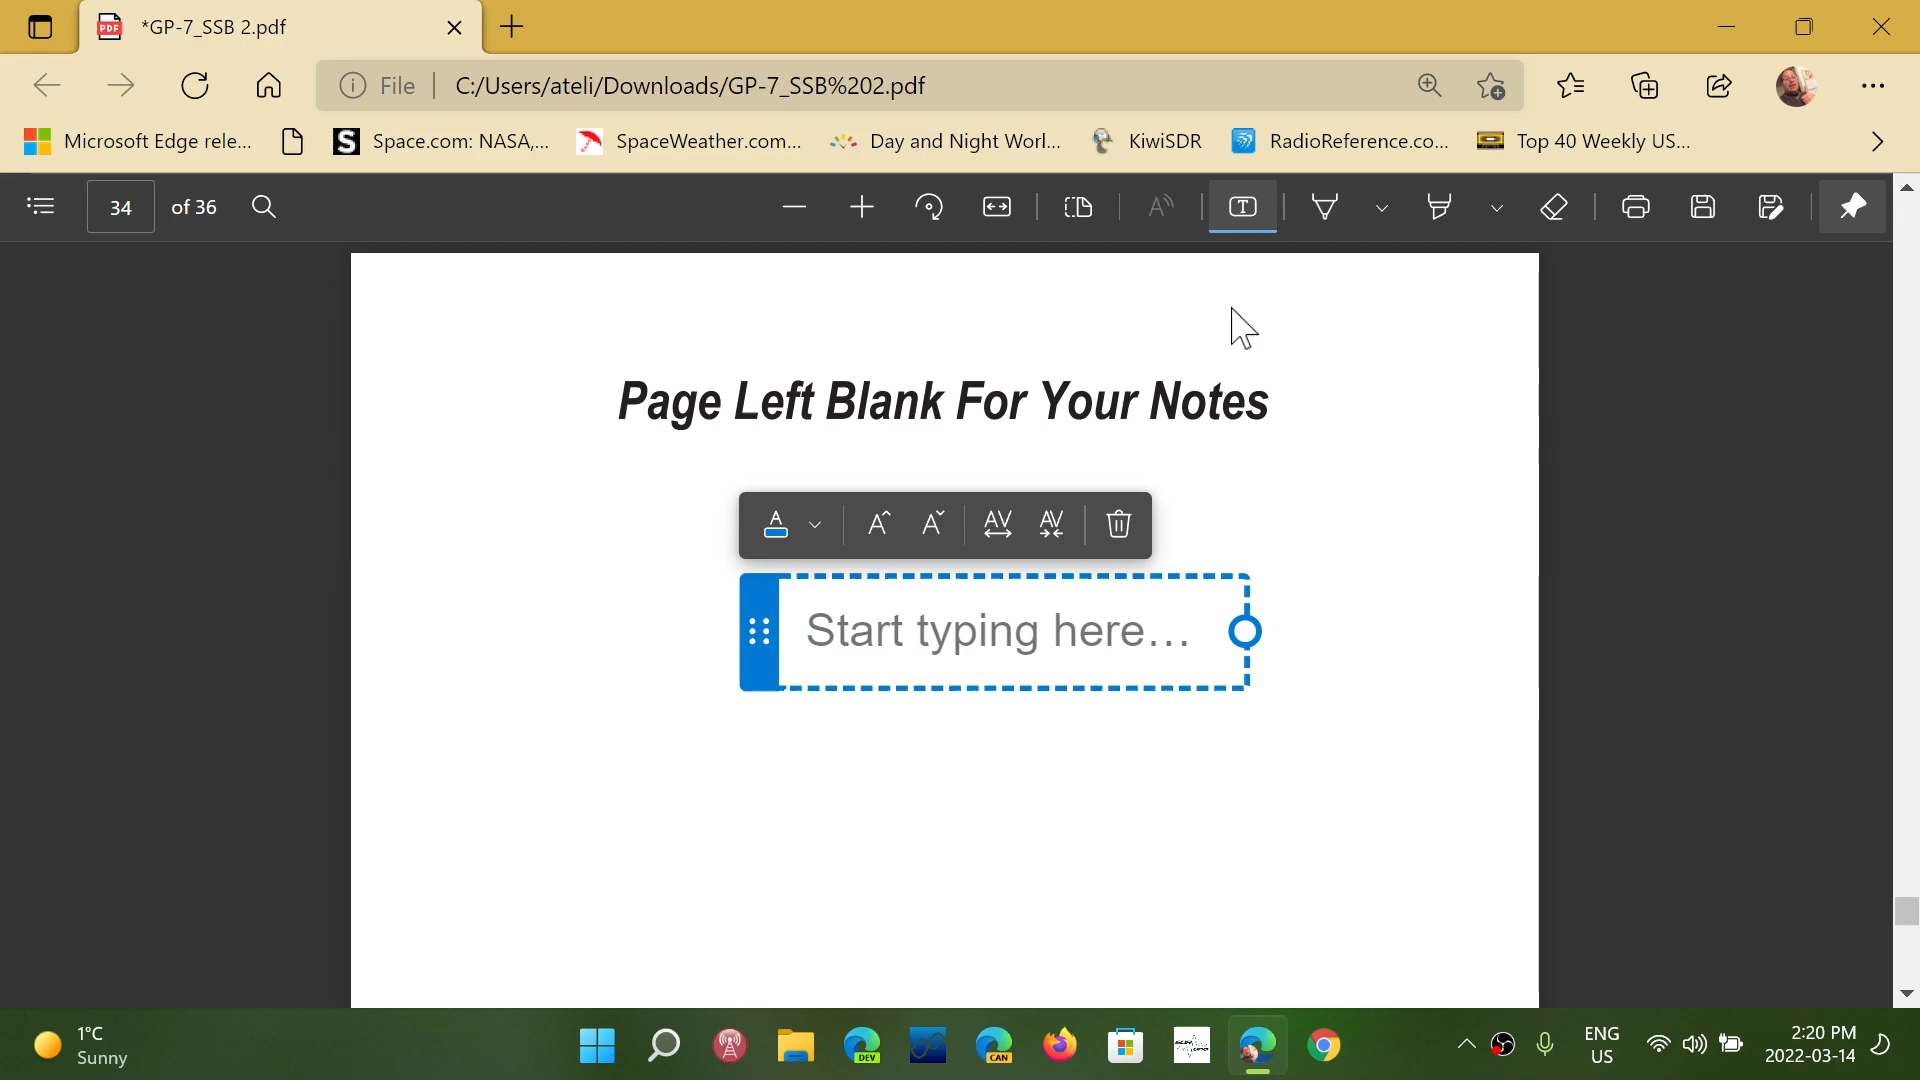 *GP-7_SSB 2.pdf
File C:/Users/ateli/Downloads/GP-7_SSB%202.pdf
Microsoft Edge rele... Space.com: NASA,... SpaceWeather.com... Day and Night Worl... KiwiSDR RadioReference.co... Top 40 Weekly US...
34 of 36
Page Left Blank For Your Notes
Start typing here...
1°C
Sunny
DEV
CAN
ENG
US
2:20 PM
2022-03-14